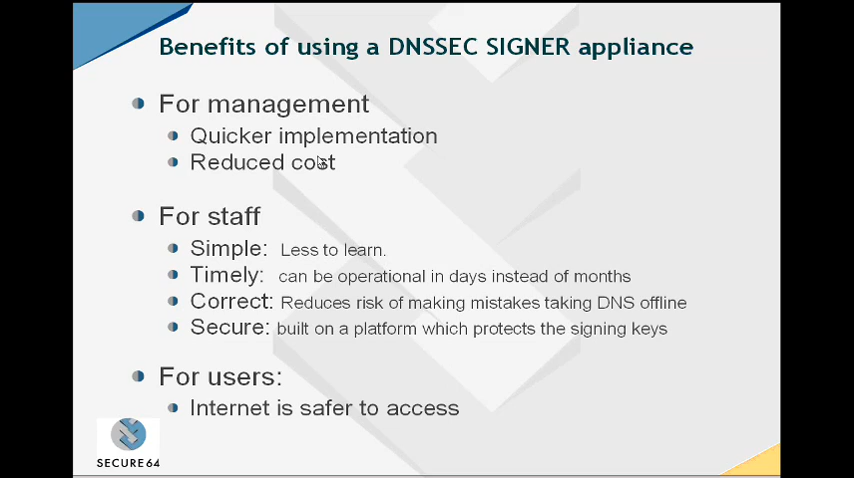 Benefits of using a DNSSEC SIGNER appliance
For management
Quicker implementation
Reduced cost
For staff
Simple: Less to learn.
Timely: can be operational in days instead of months
Correct: Reduces risk of making mistakes taking DNS offline
Secure: built on a platform which protects the signing keys
For users:
Internet is safer to access
SECURE64